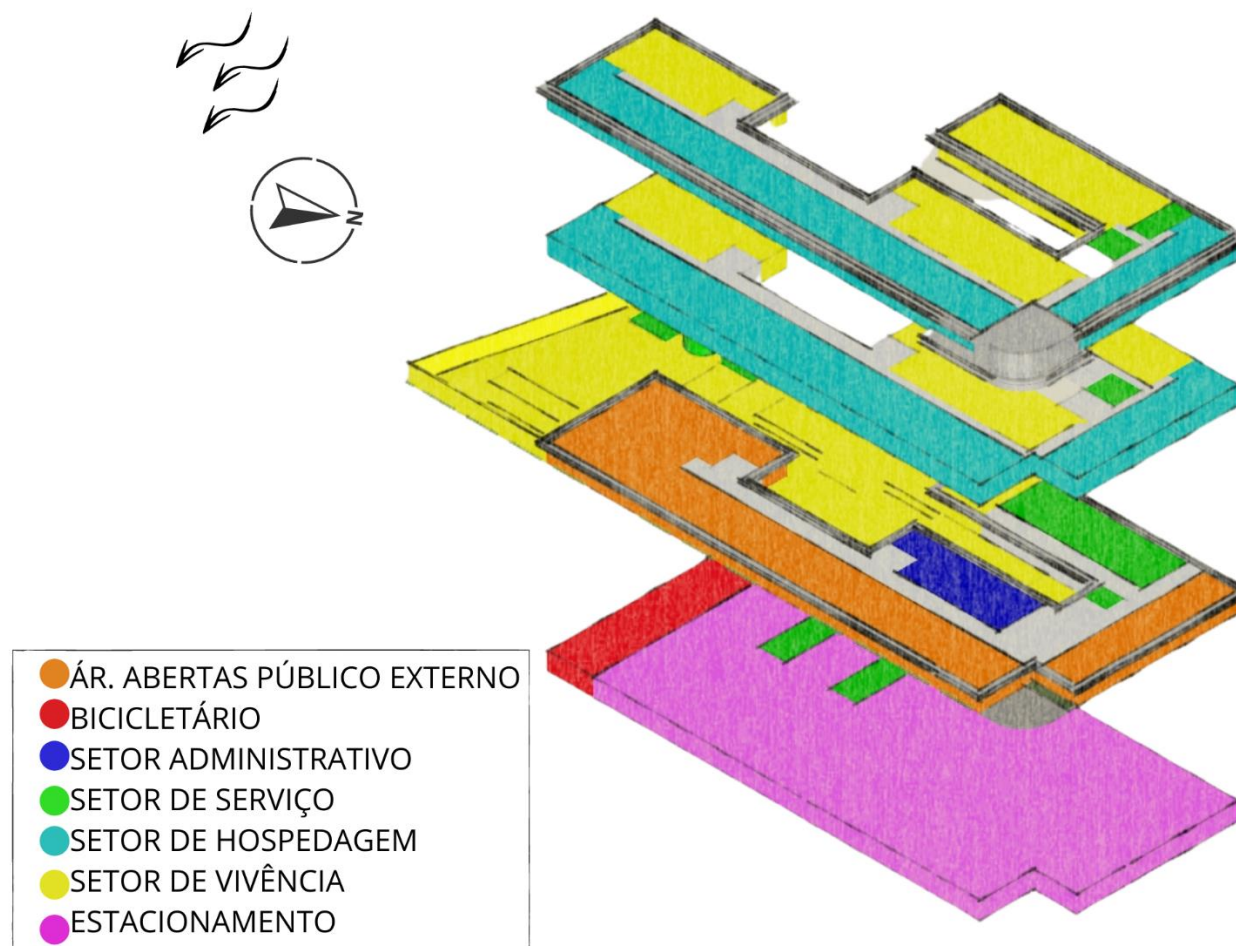 N
ÁR. ABERTAS PÚBLICO EXTERNO
BICICLETÁRIO
SETOR ADMINISTRATIVO
SETOR DE SERVIÇO
SETOR DE HOSPEDAGEM
SETOR DE VIVÊNCIA
ESTACIONAMENTO